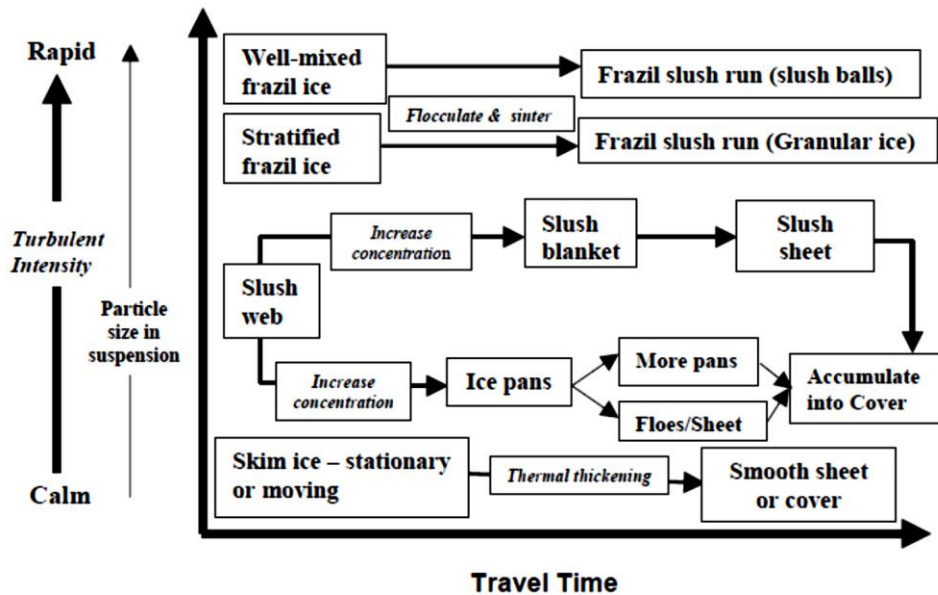 Rapid
Turbulent
Intensity
Calm
Particle
size in
suspension
Well-mixed
frazil ice
Frazil slush run (slush balls)
Flocculate & sinter
Stratified
frazil ice
Frazil slush run (Granular ice)
Increase
concentration
Slush
blanket
Slush
sheet
Slush
web
Increase
concentration
Ice pans
More pans
Floes/Sheet
Accumulate
into Cover
Skim ice – stationary
or moving
Thermal thickening
Smooth sheet
or cover
Travel Time